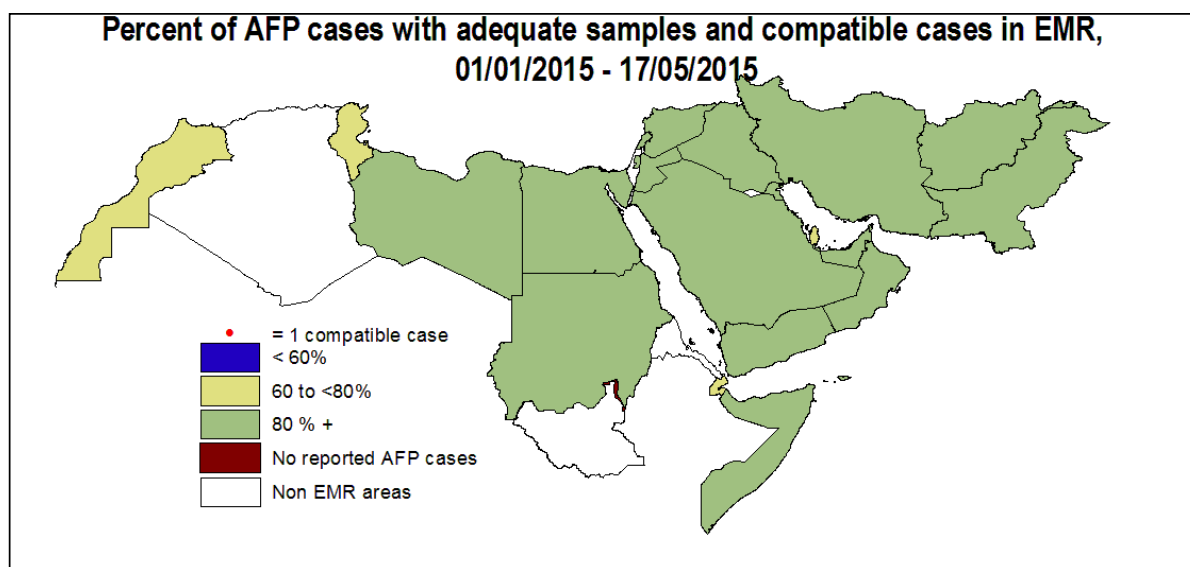 Percent of AFP cases with adequate samples and compatible cases in EMR,
01/01/2015 - 17/05/2015
= 1 compatible case
< 60%
60 to <80%
80 % +
No reported AFP cases
Non EMR areas